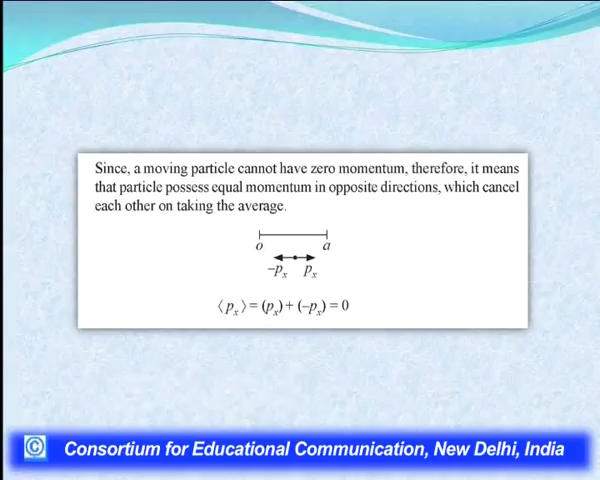 Since, a moving particle cannot have zero momentum, therefore, it means
that particle possess equal momentum in opposite directions, which cancel
each other on taking the average.
o a
−pₓ pₓ
⟨pₓ⟩ = (pₓ) + (−pₓ) = 0
© Consortium for Educational Communication, New Delhi, India